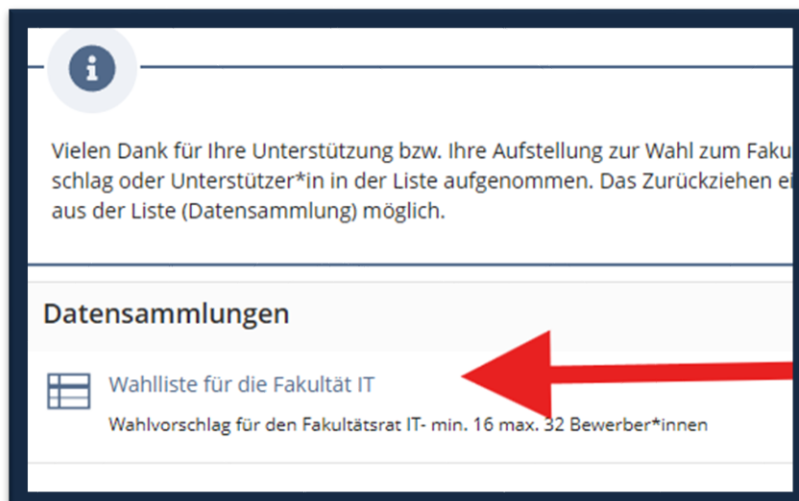 Vielen Dank für Ihre Unterstützung bzw. Ihre Aufstellung zur Wahl zum Faku
schlag oder Unterstützer*in in der Liste aufgenommen. Das Zurückziehen ei
aus der Liste (Datensammlung) möglich.
Datensammlungen
Wahlliste für die Fakultät IT
Wahlvorschlag für den Fakultätsrat IT- min. 16 max. 32 Bewerber*innen